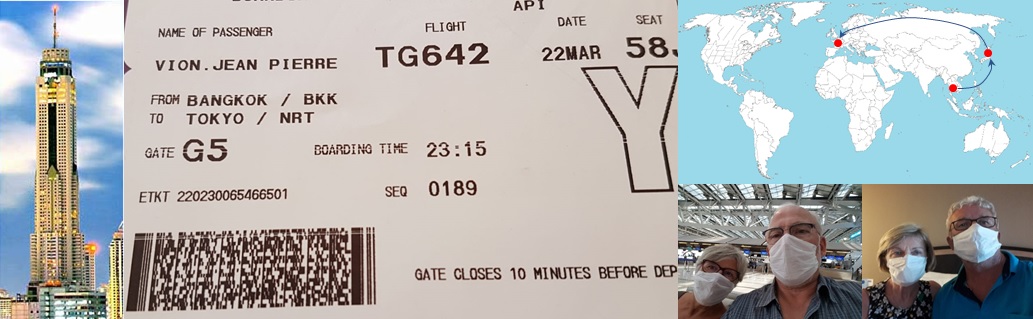 API
NAME OF PASSENGER
FLIGHT
DATE
SEAT
VION.JEAN PIERRE
TG642
22MAR
58J
FROM BANGKOK / BKK
TO TOKYO / NRT
Y
GATE G5
BOARDING TIME 23:15
ETKT 220230065466501
SEQ 0189
GATE CLOSES 10 MINUTES BEFORE DEP